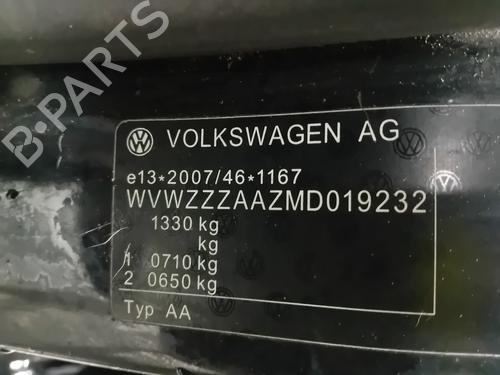 B-PARTS
VOLKSWAGEN AG
e13*2007/46*1167
WVWZZZAAZMD019232
1330 kg
kg
1 0710 kg
2 0650 kg
Typ AA